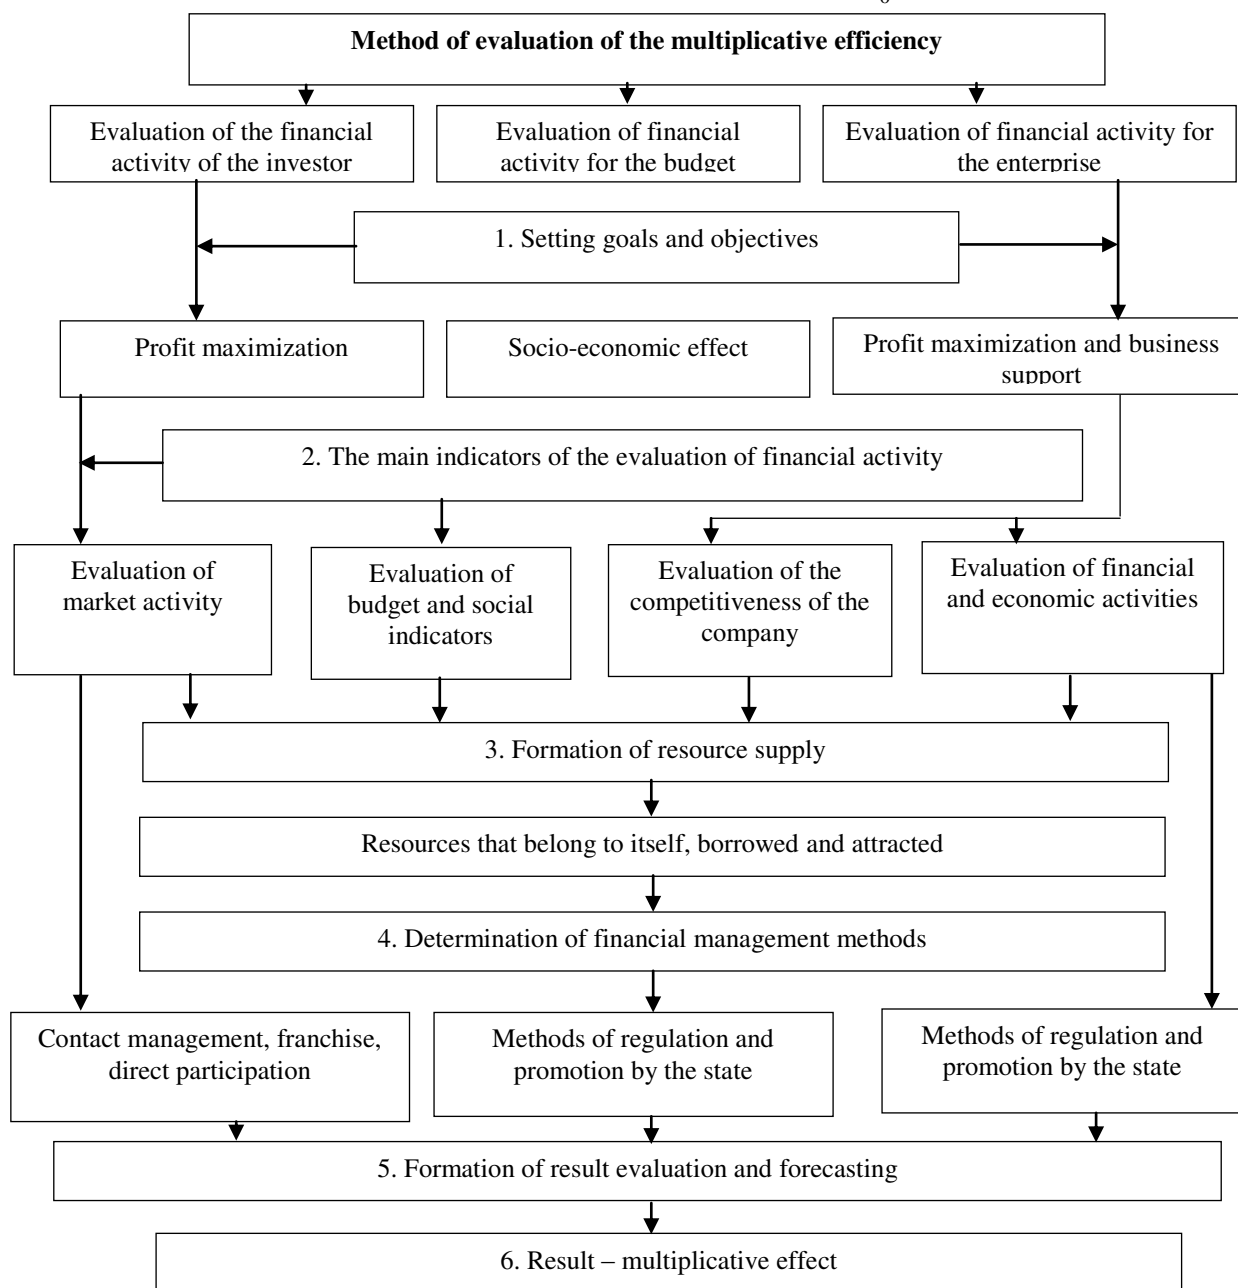 Method of evaluation of the multiplicative efficiency
Evaluation of the financial
activity of the investor
Evaluation of financial
activity for the budget
Evaluation of financial activity for
the enterprise
1. Setting goals and objectives
Profit maximization
Socio-economic effect
Profit maximization and business
support
2. The main indicators of the evaluation of financial activity
Evaluation of
market activity
Evaluation of
budget and social
indicators
Evaluation of the
competitiveness of the
company
Evaluation of financial
and economic activities
3. Formation of resource supply
Resources that belong to itself, borrowed and attracted
4. Determination of financial management methods
Contact management, franchise,
direct participation
Methods of regulation and
promotion by the state
Methods of regulation and
promotion by the state
5. Formation of result evaluation and forecasting
6. Result – multiplicative effect